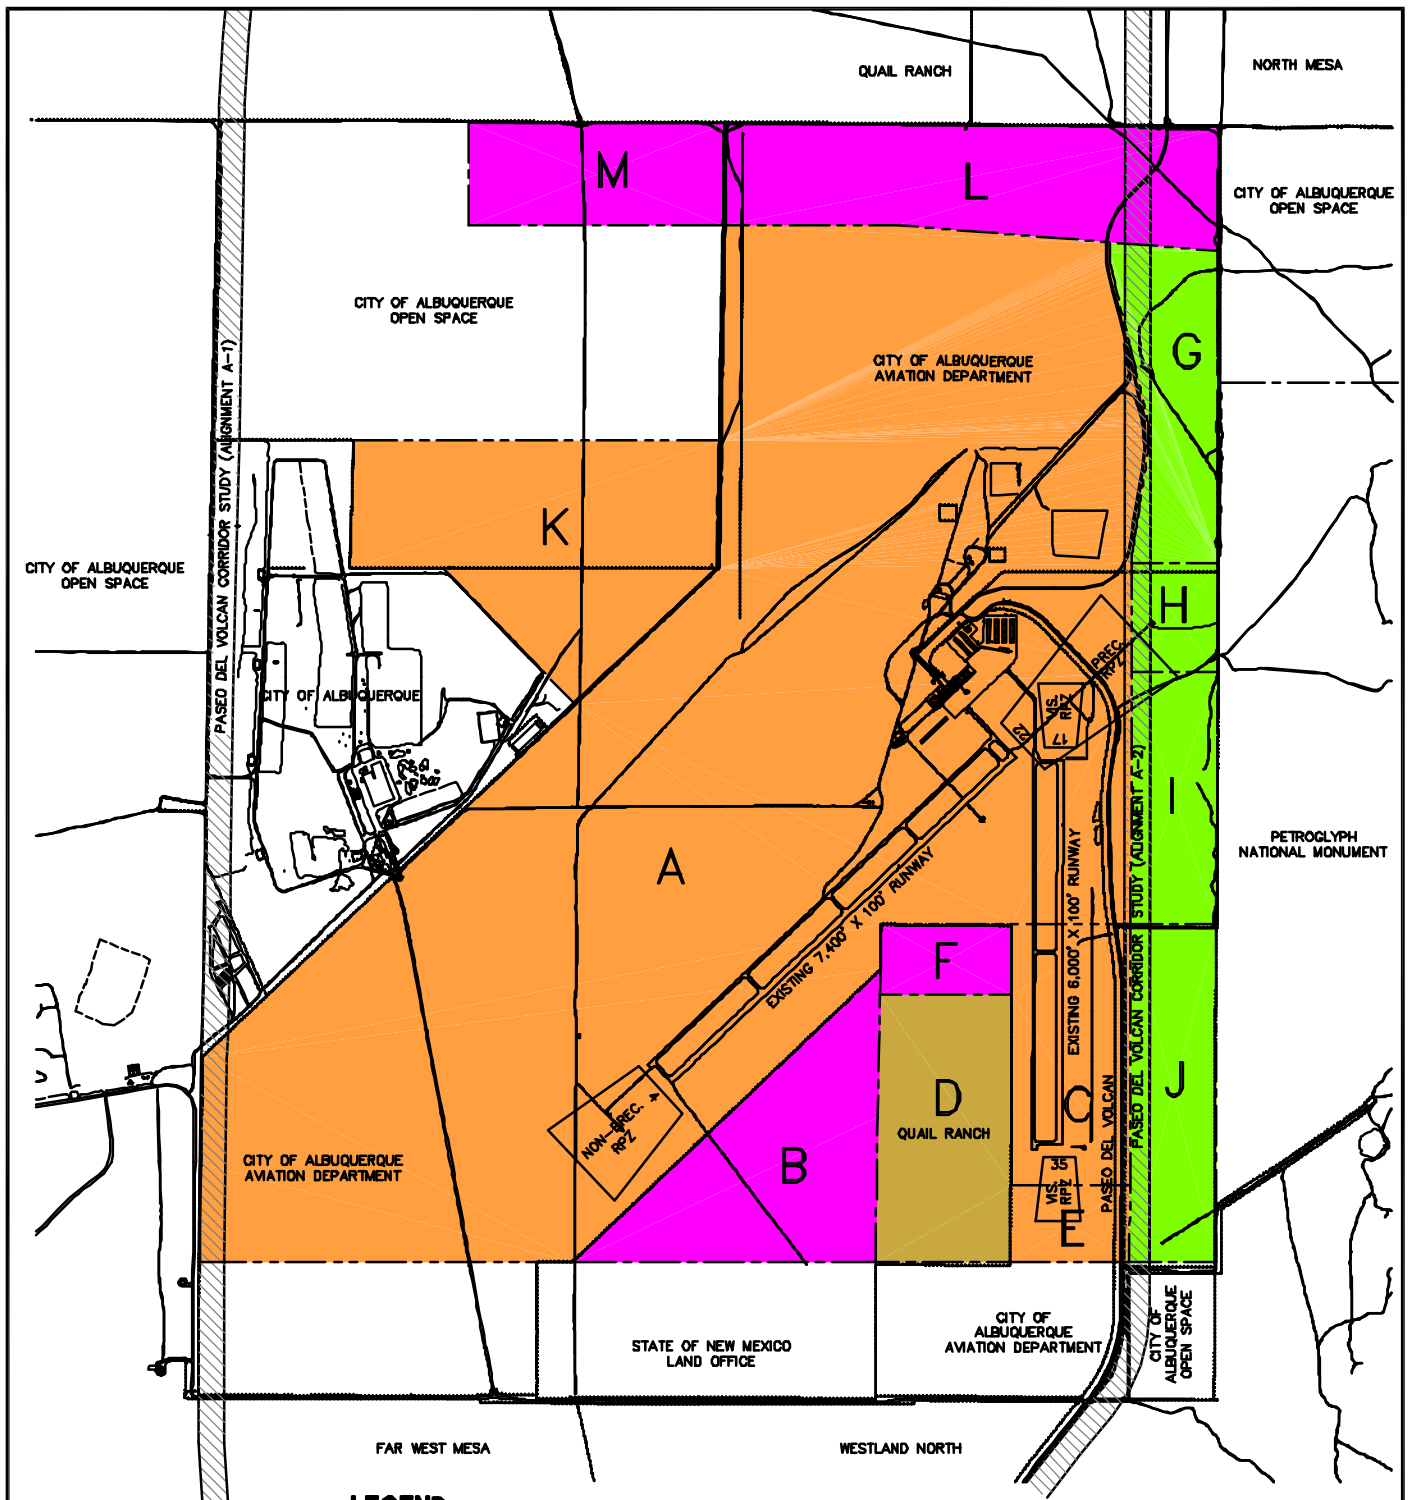 QUAIL RANCH
NORTH MESA
M
L
CITY OF ALBUQUERQUE
OPEN SPACE
CITY OF ALBUQUERQUE
OPEN SPACE
G
CITY OF ALBUQUERQUE
AVIATION DEPARTMENT
PASEO DEL VOLCAN CORRIDOR STUDY (ALIGNMENT A-1)
K
CITY OF ALBUQUERQUE
OPEN SPACE
H
PREC.
RPZ
CITY OF ALBUQUERQUE
VIS.
RPZ
22
17
I
A
PETROGLYPH
NATIONAL MONUMENT
EXISTING 7,400' X 100' RUNWAY
EXISTING 6,000' X 100' RUNWAY
PASEO DEL VOLCAN CORRIDOR STUDY (ALIGNMENT A-2)
F
J
D
QUAIL RANCH
C
4
NON-PREC.
RPZ
PASEO DEL VOLCAN
CITY OF ALBUQUERQUE
AVIATION DEPARTMENT
B
35
VIS.
RPZ
E
STATE OF NEW MEXICO
LAND OFFICE
CITY OF
ALBUQUERQUE
AVIATION DEPARTMENT
CITY OF
ALBUQUERQUE
OPEN SPACE
FAR WEST MESA
WESTLAND NORTH
LEGEND